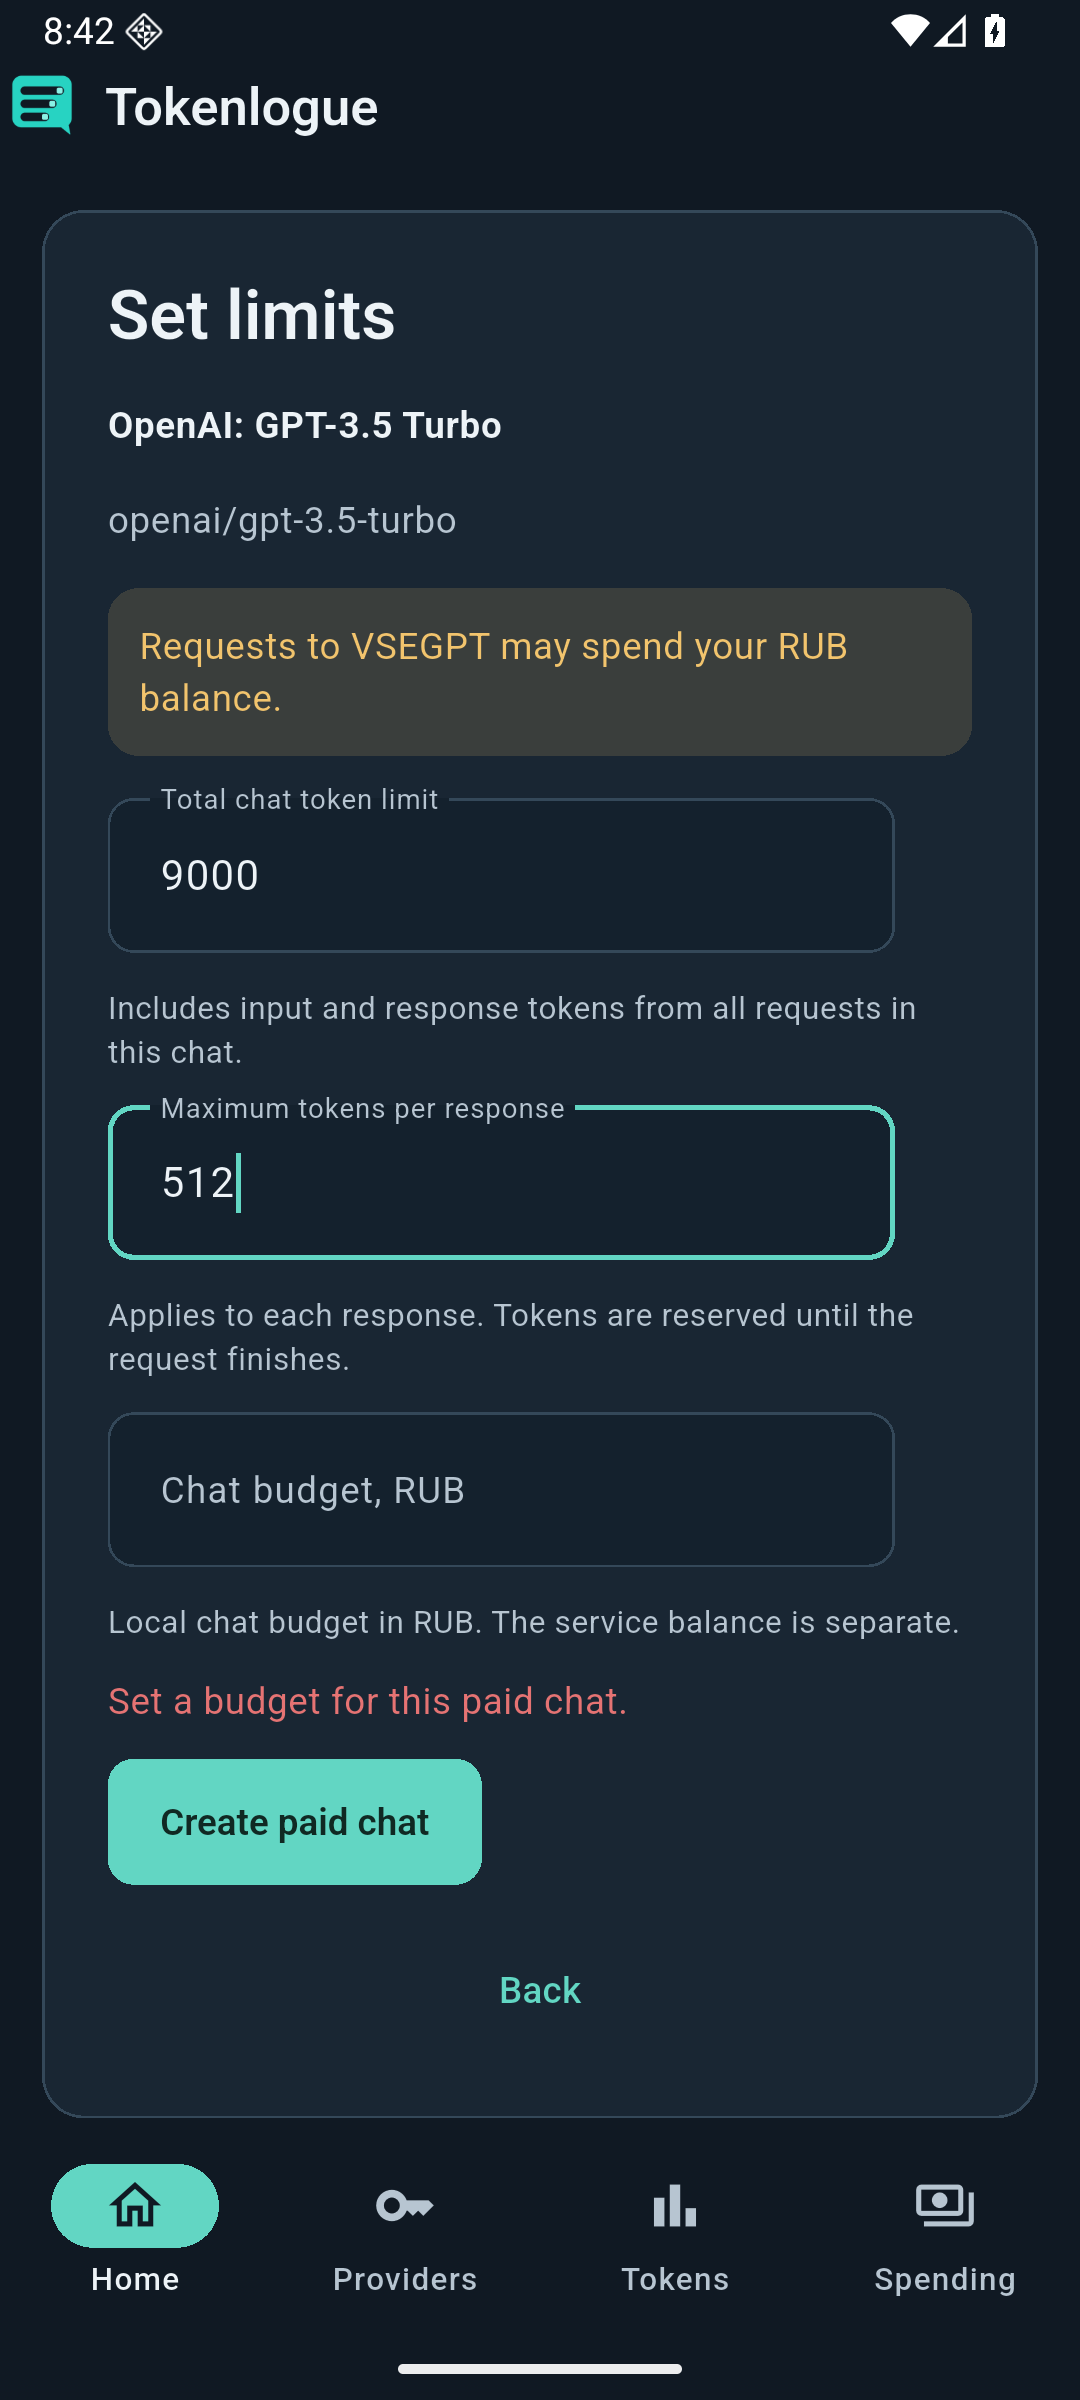 8:42
Tokenlogue
Set limits
OpenAI: GPT-3.5 Turbo
openai/gpt-3.5-turbo
Requests to VSEGPT may spend your RUB
balance.
Total chat token limit
9000
Includes input and response tokens from all requests in
this chat.
Maximum tokens per response
512
Applies to each response. Tokens are reserved until the
request finishes.
Chat budget, RUB
Local chat budget in RUB. The service balance is separate.
Set a budget for this paid chat.
Create paid chat
Back
Home
Providers
Tokens
Spending